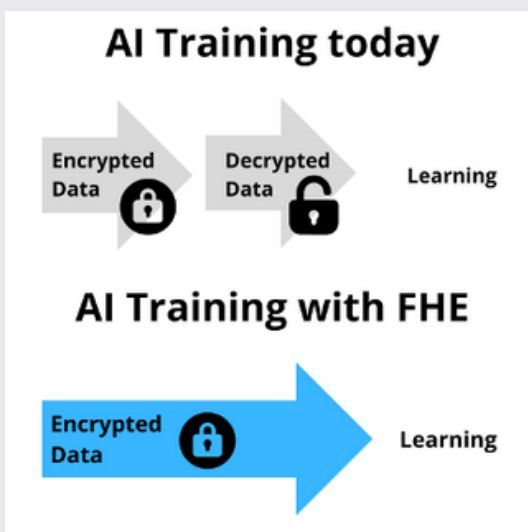 AI Training today
Encrypted
Data
Decrypted
Data
Learning
AI Training with FHE
Encrypted
Data
Learning